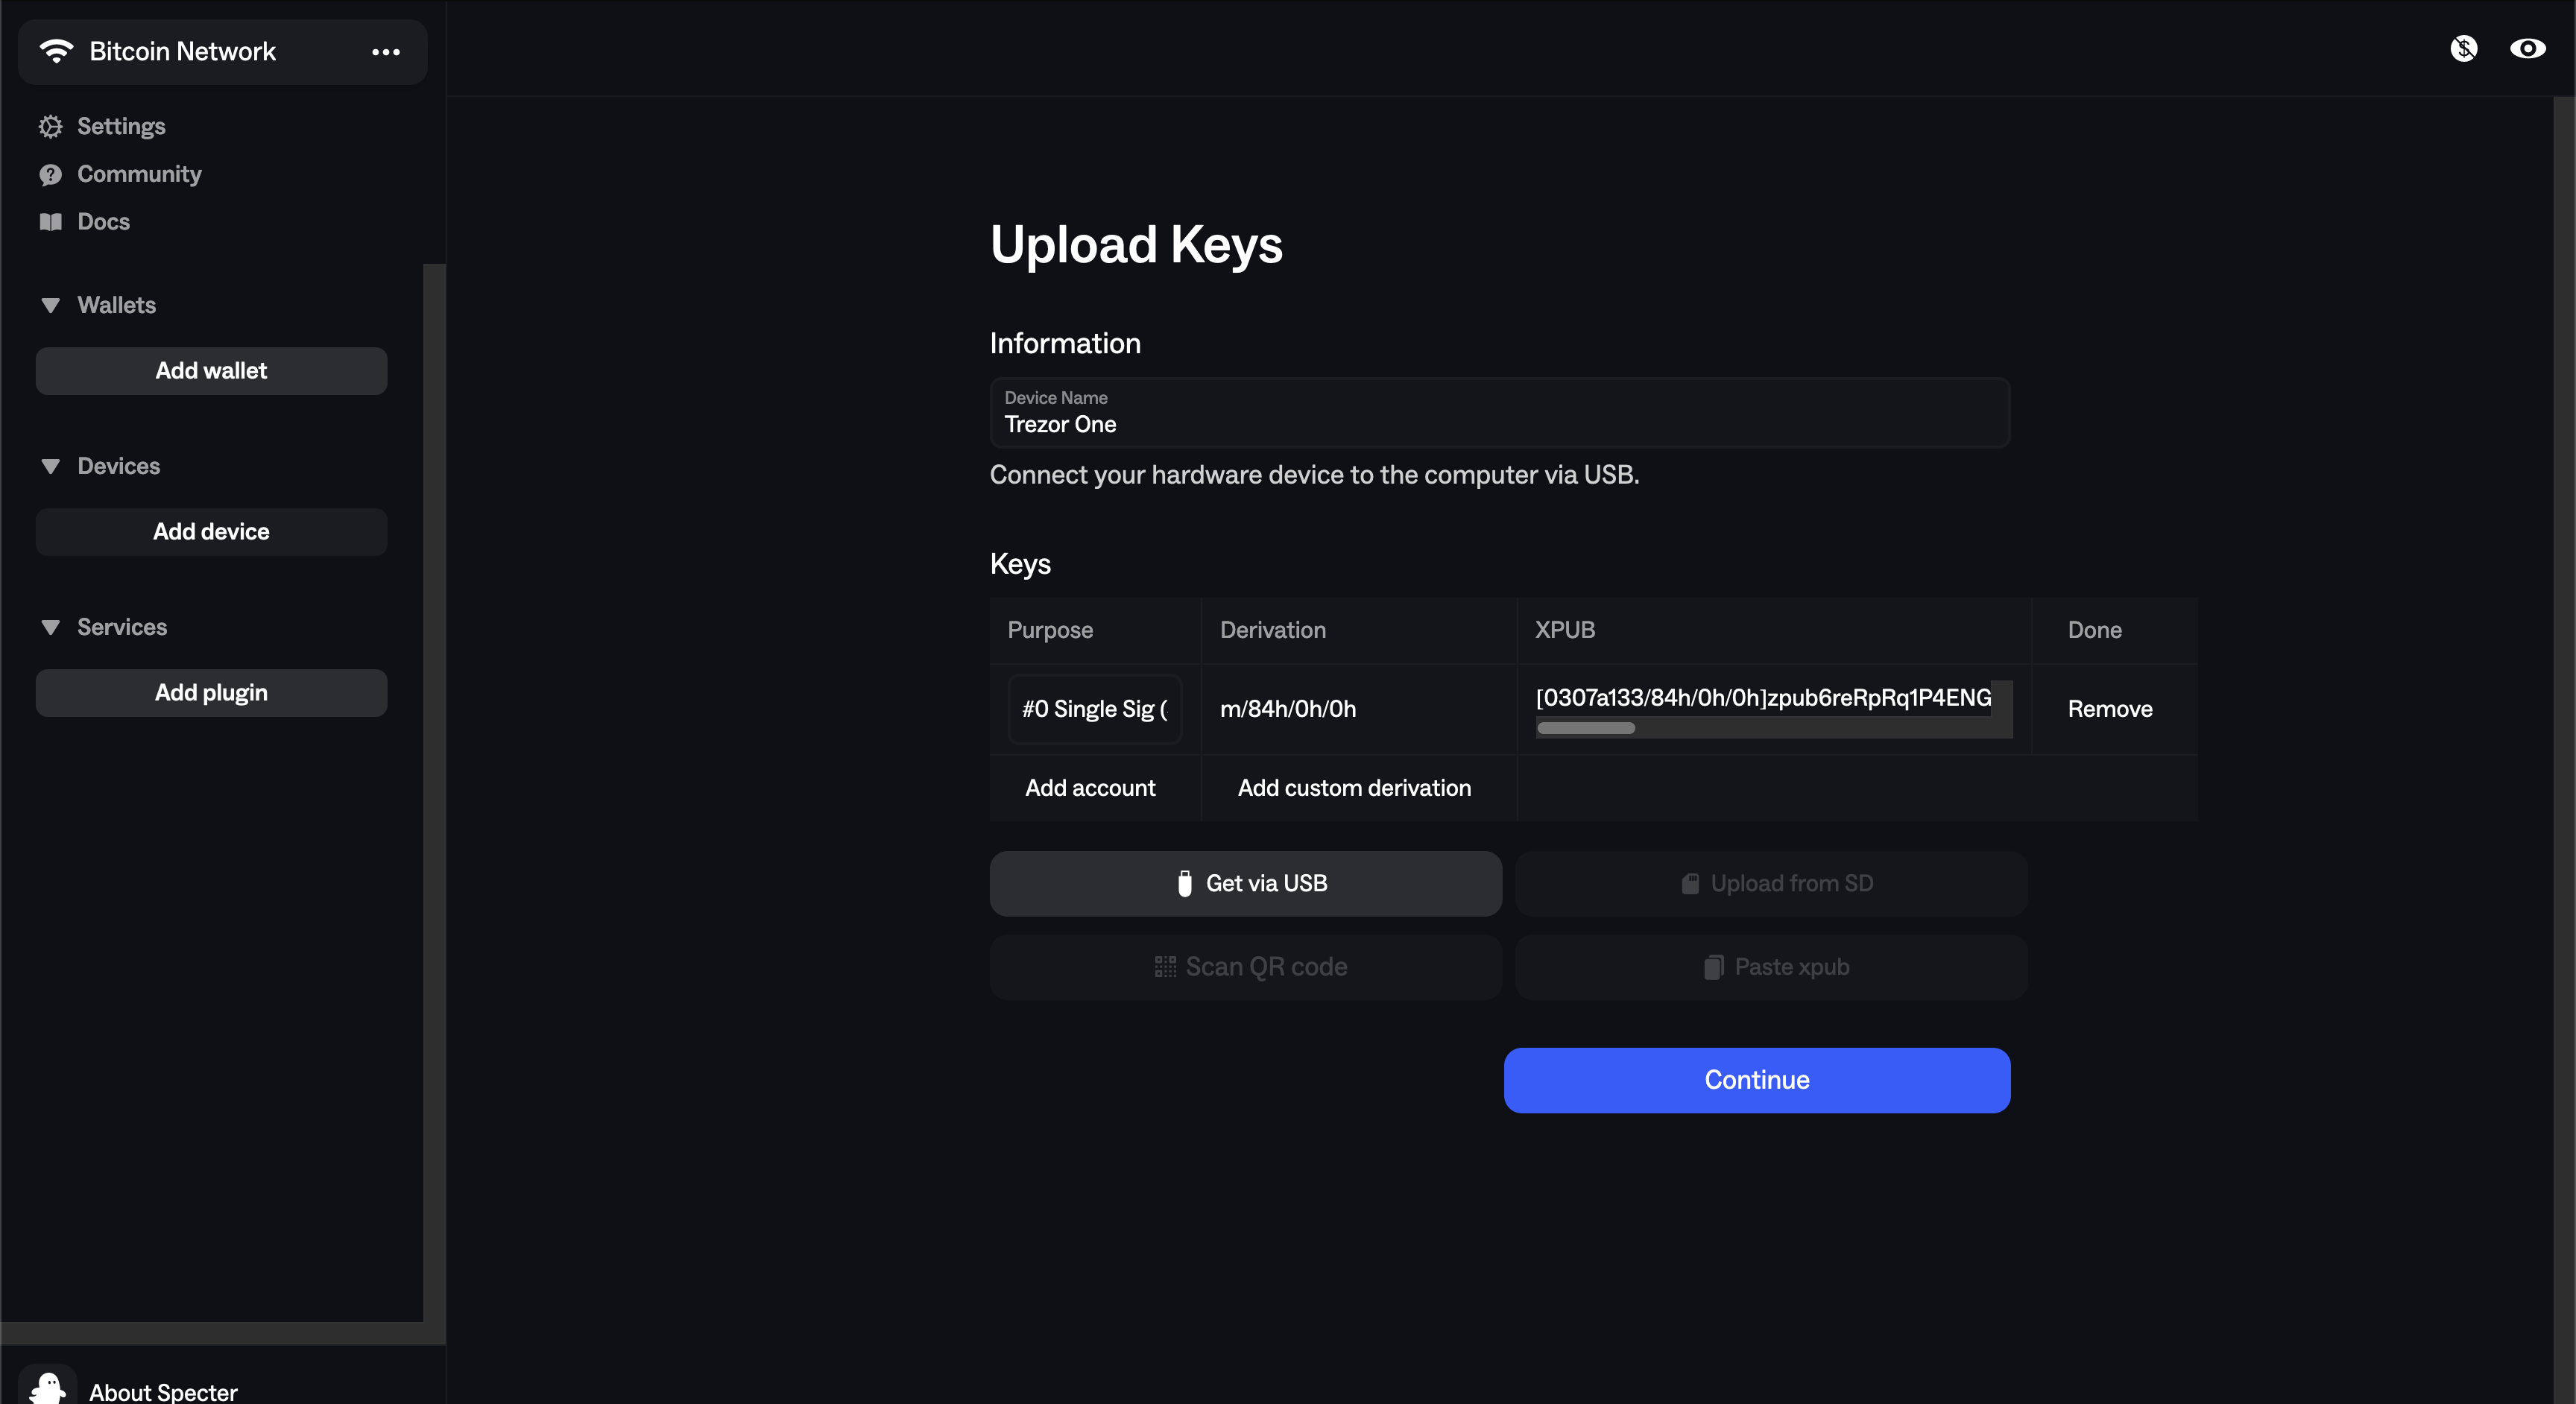 Bitcoin Network
Settings
Community
Docs
Wallets
Add wallet
Devices
Add device
Services
Add plugin
About Specter
Upload Keys
Information
Device Name
Trezor One
Connect your hardware device to the computer via USB.
Keys
Purpose Derivation XPUB Done
#0 Single Sig ( m/84h/0h/0h [0307a133/84h/0h/0h]zpub6reRpRq1P4ENG Remove
Add account Add custom derivation
Get via USB Upload from SD
Scan QR code Paste xpub
Continue